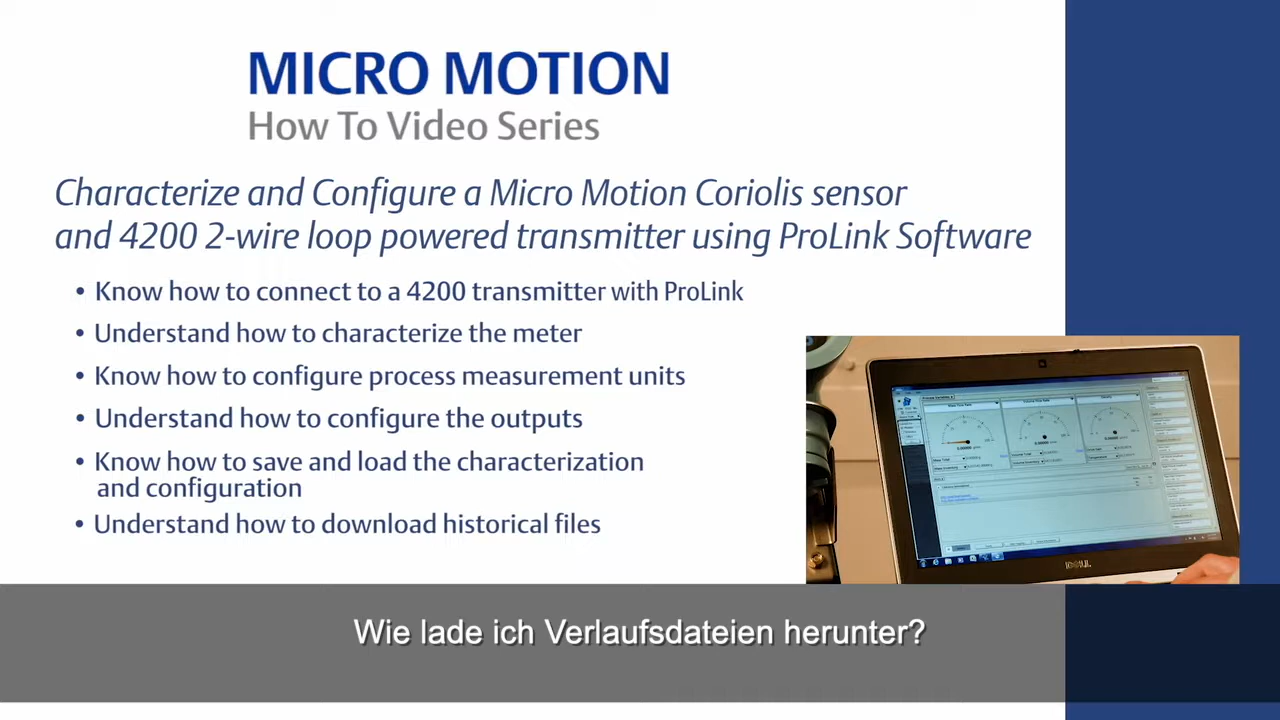 MICRO MOTION
How To Video Series
Characterize and Configure a Micro Motion Coriolis sensor
and 4200 2-wire loop powered transmitter using ProLink Software
• Know how to connect to a 4200 transmitter with ProLink
• Understand how to characterize the meter
• Know how to configure process measurement units
• Understand how to configure the outputs
• Know how to save and load the characterization
and configuration
• Understand how to download historical files
DELL
Wie lade ich Verlaufsdateien herunter?